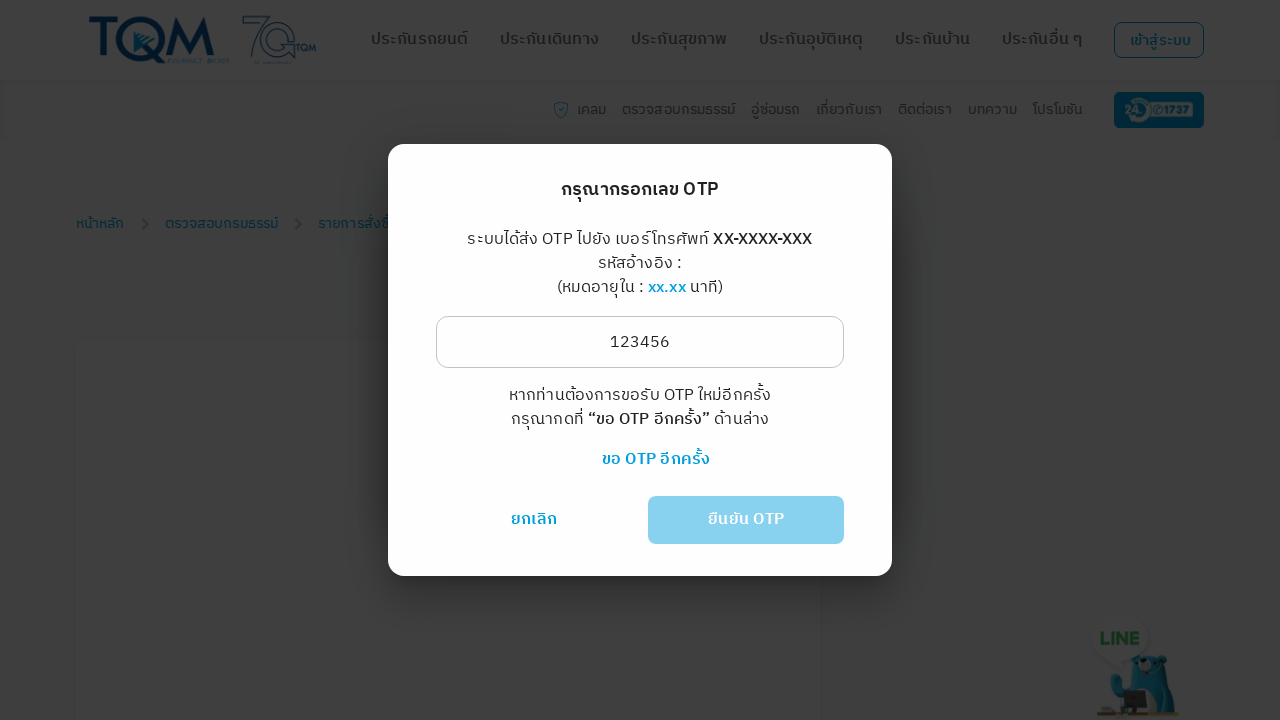 TQM
INSURANCE BROKER
70 TQM
ประกันรถยนต์
ประกันเดินทาง
ประกันสุขภาพ
ประกันอุบัติเหตุ
ประกันบ้าน
ประกันอื่น ๆ
เข้าสู่ระบบ
เคลม
ตรวจสอบกรมธรรม์
อู่ซ่อมรถ
เกี่ยวกับเรา
ติดต่อเรา
บทความ
โปรโมชัน
24 1737
หน้าหลัก
ตรวจสอบกรมธรรม์
กรุณากรอกเลข OTP
ระบบได้ส่ง OTP ไปยัง เบอร์โทรศัพท์ XX-XXXX-XXX
รหัสอ้างอิง :
(หมดอายุใน : xx.xx นาที)
123456
หากท่านต้องการขอรับ OTP ใหม่อีกครั้ง
กรุณากดที่ “ขอ OTP อีกครั้ง” ด้านล่าง
ขอ OTP อีกครั้ง
ยกเลิก
ยืนยัน OTP
LINE